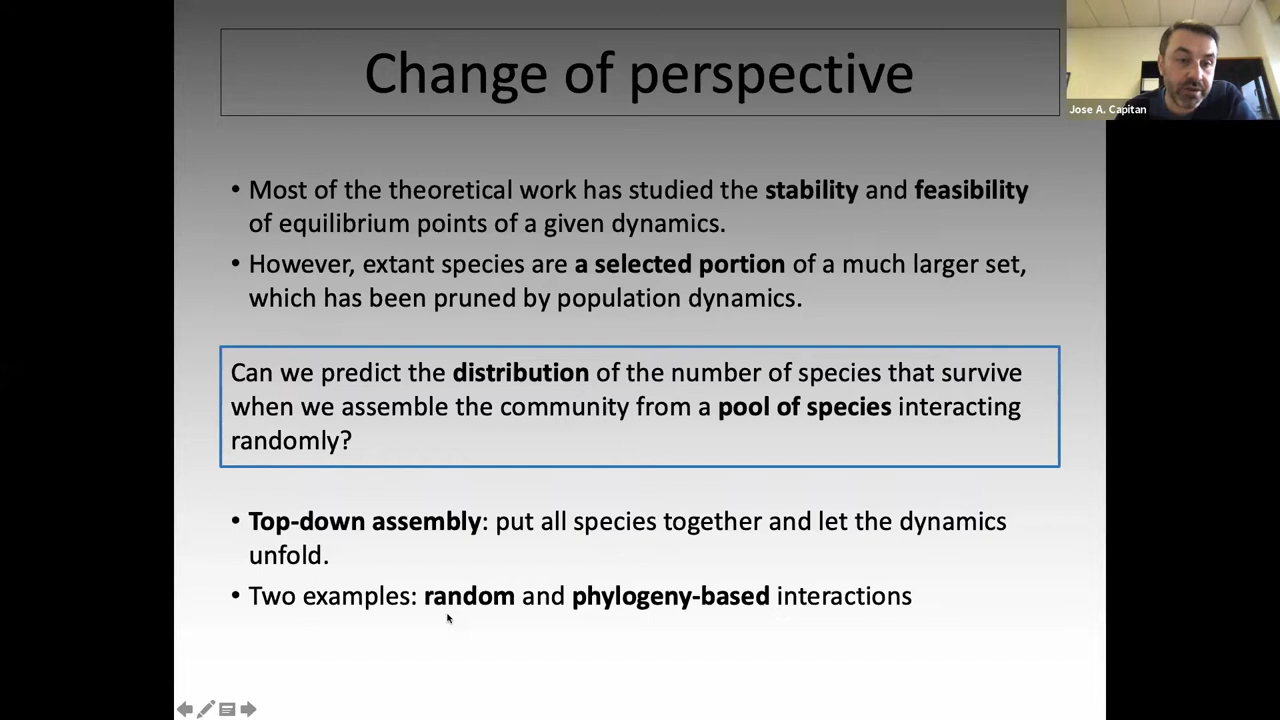 Change of perspective
Jose A. Capitan
• Most of the theoretical work has studied the stability and feasibility
of equilibrium points of a given dynamics.
• However, extant species are a selected portion of a much larger set,
which has been pruned by population dynamics.
Can we predict the distribution of the number of species that survive
when we assemble the community from a pool of species interacting
randomly?
• Top-down assembly: put all species together and let the dynamics
unfold.
• Two examples: random and phylogeny-based interactions